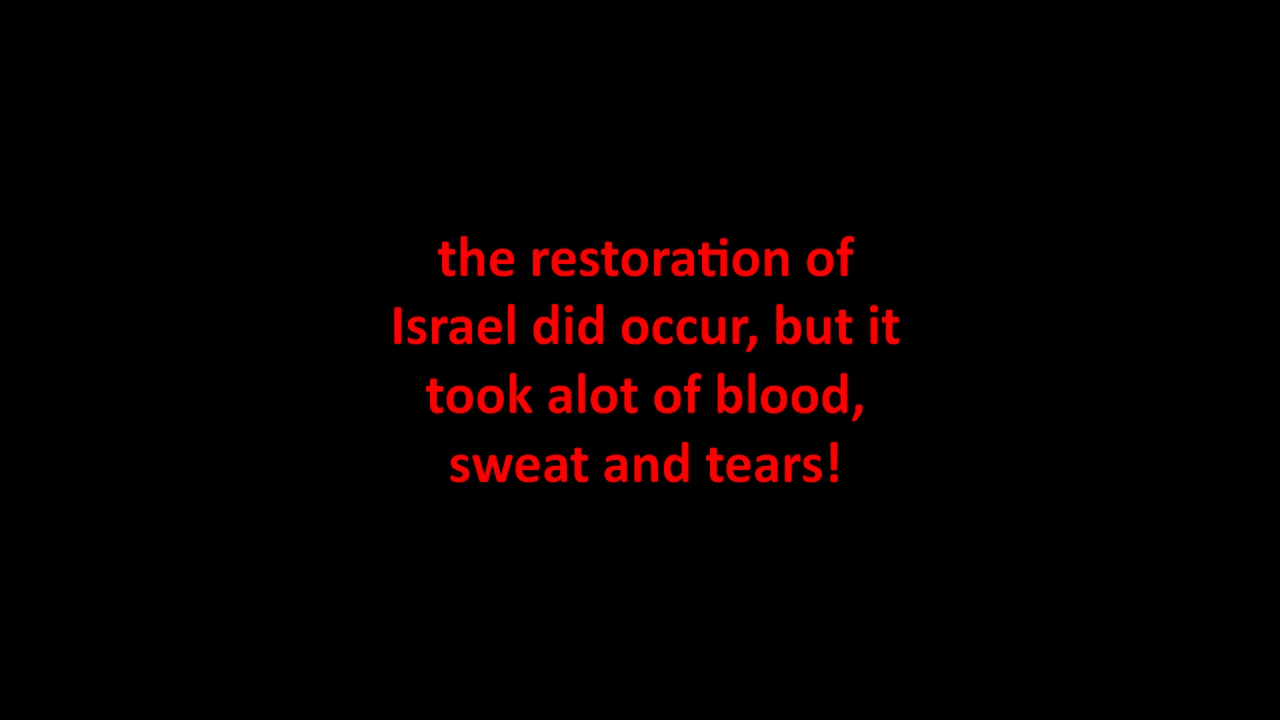 the restoration of
Israel did occur, but it
took alot of blood,
sweat and tears!